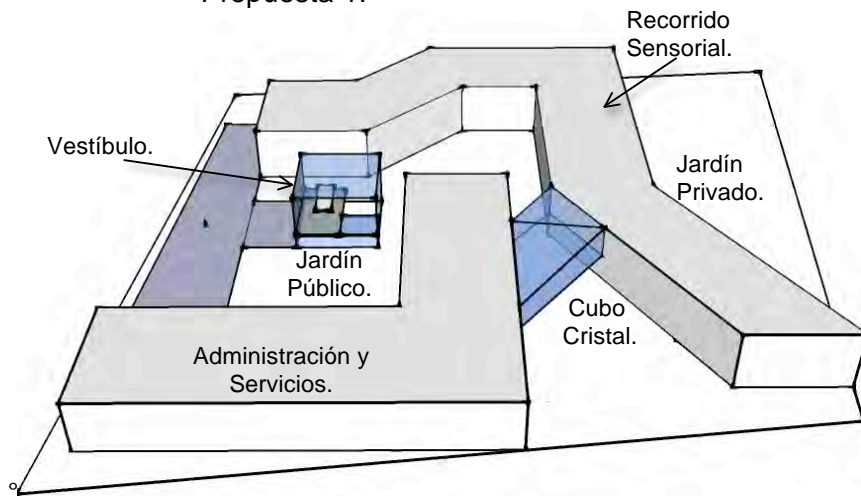 Recorrido
Sensorial.
Vestíbulo.
Jardín
Privado.
Jardín
Público.
Cubo
Cristal.
Administración y
Servicios.